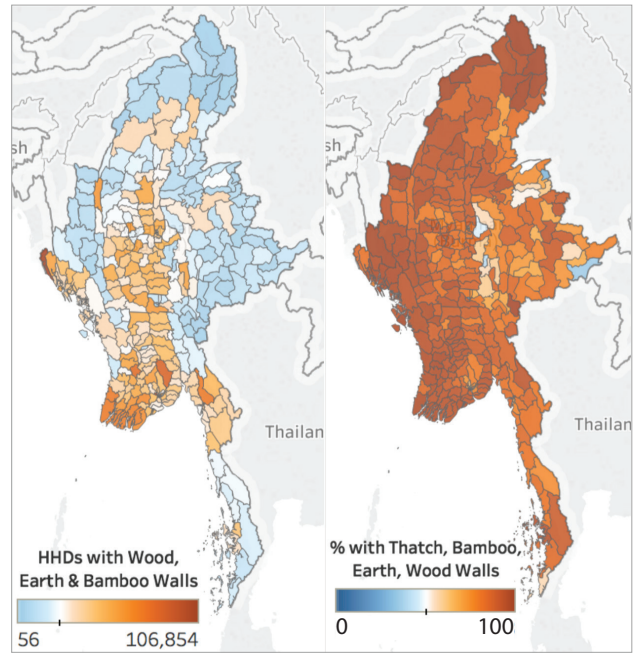 sh
Thailan
HHDs with Wood,
Earth & Bamboo Walls
56 106,854
sh
Thailan
% with Thatch, Bamboo,
Earth, Wood Walls
0 100